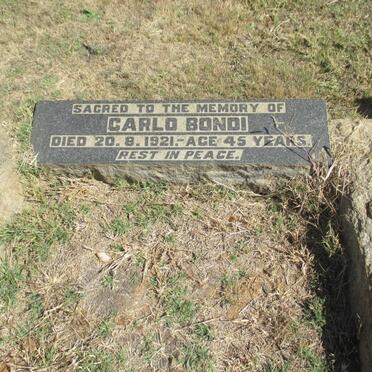 SACRED TO THE MEMORY OF
CARLO BONDI
DIED 20. 8. 1921.-AGE 45 YEARS.
REST IN PEACE.